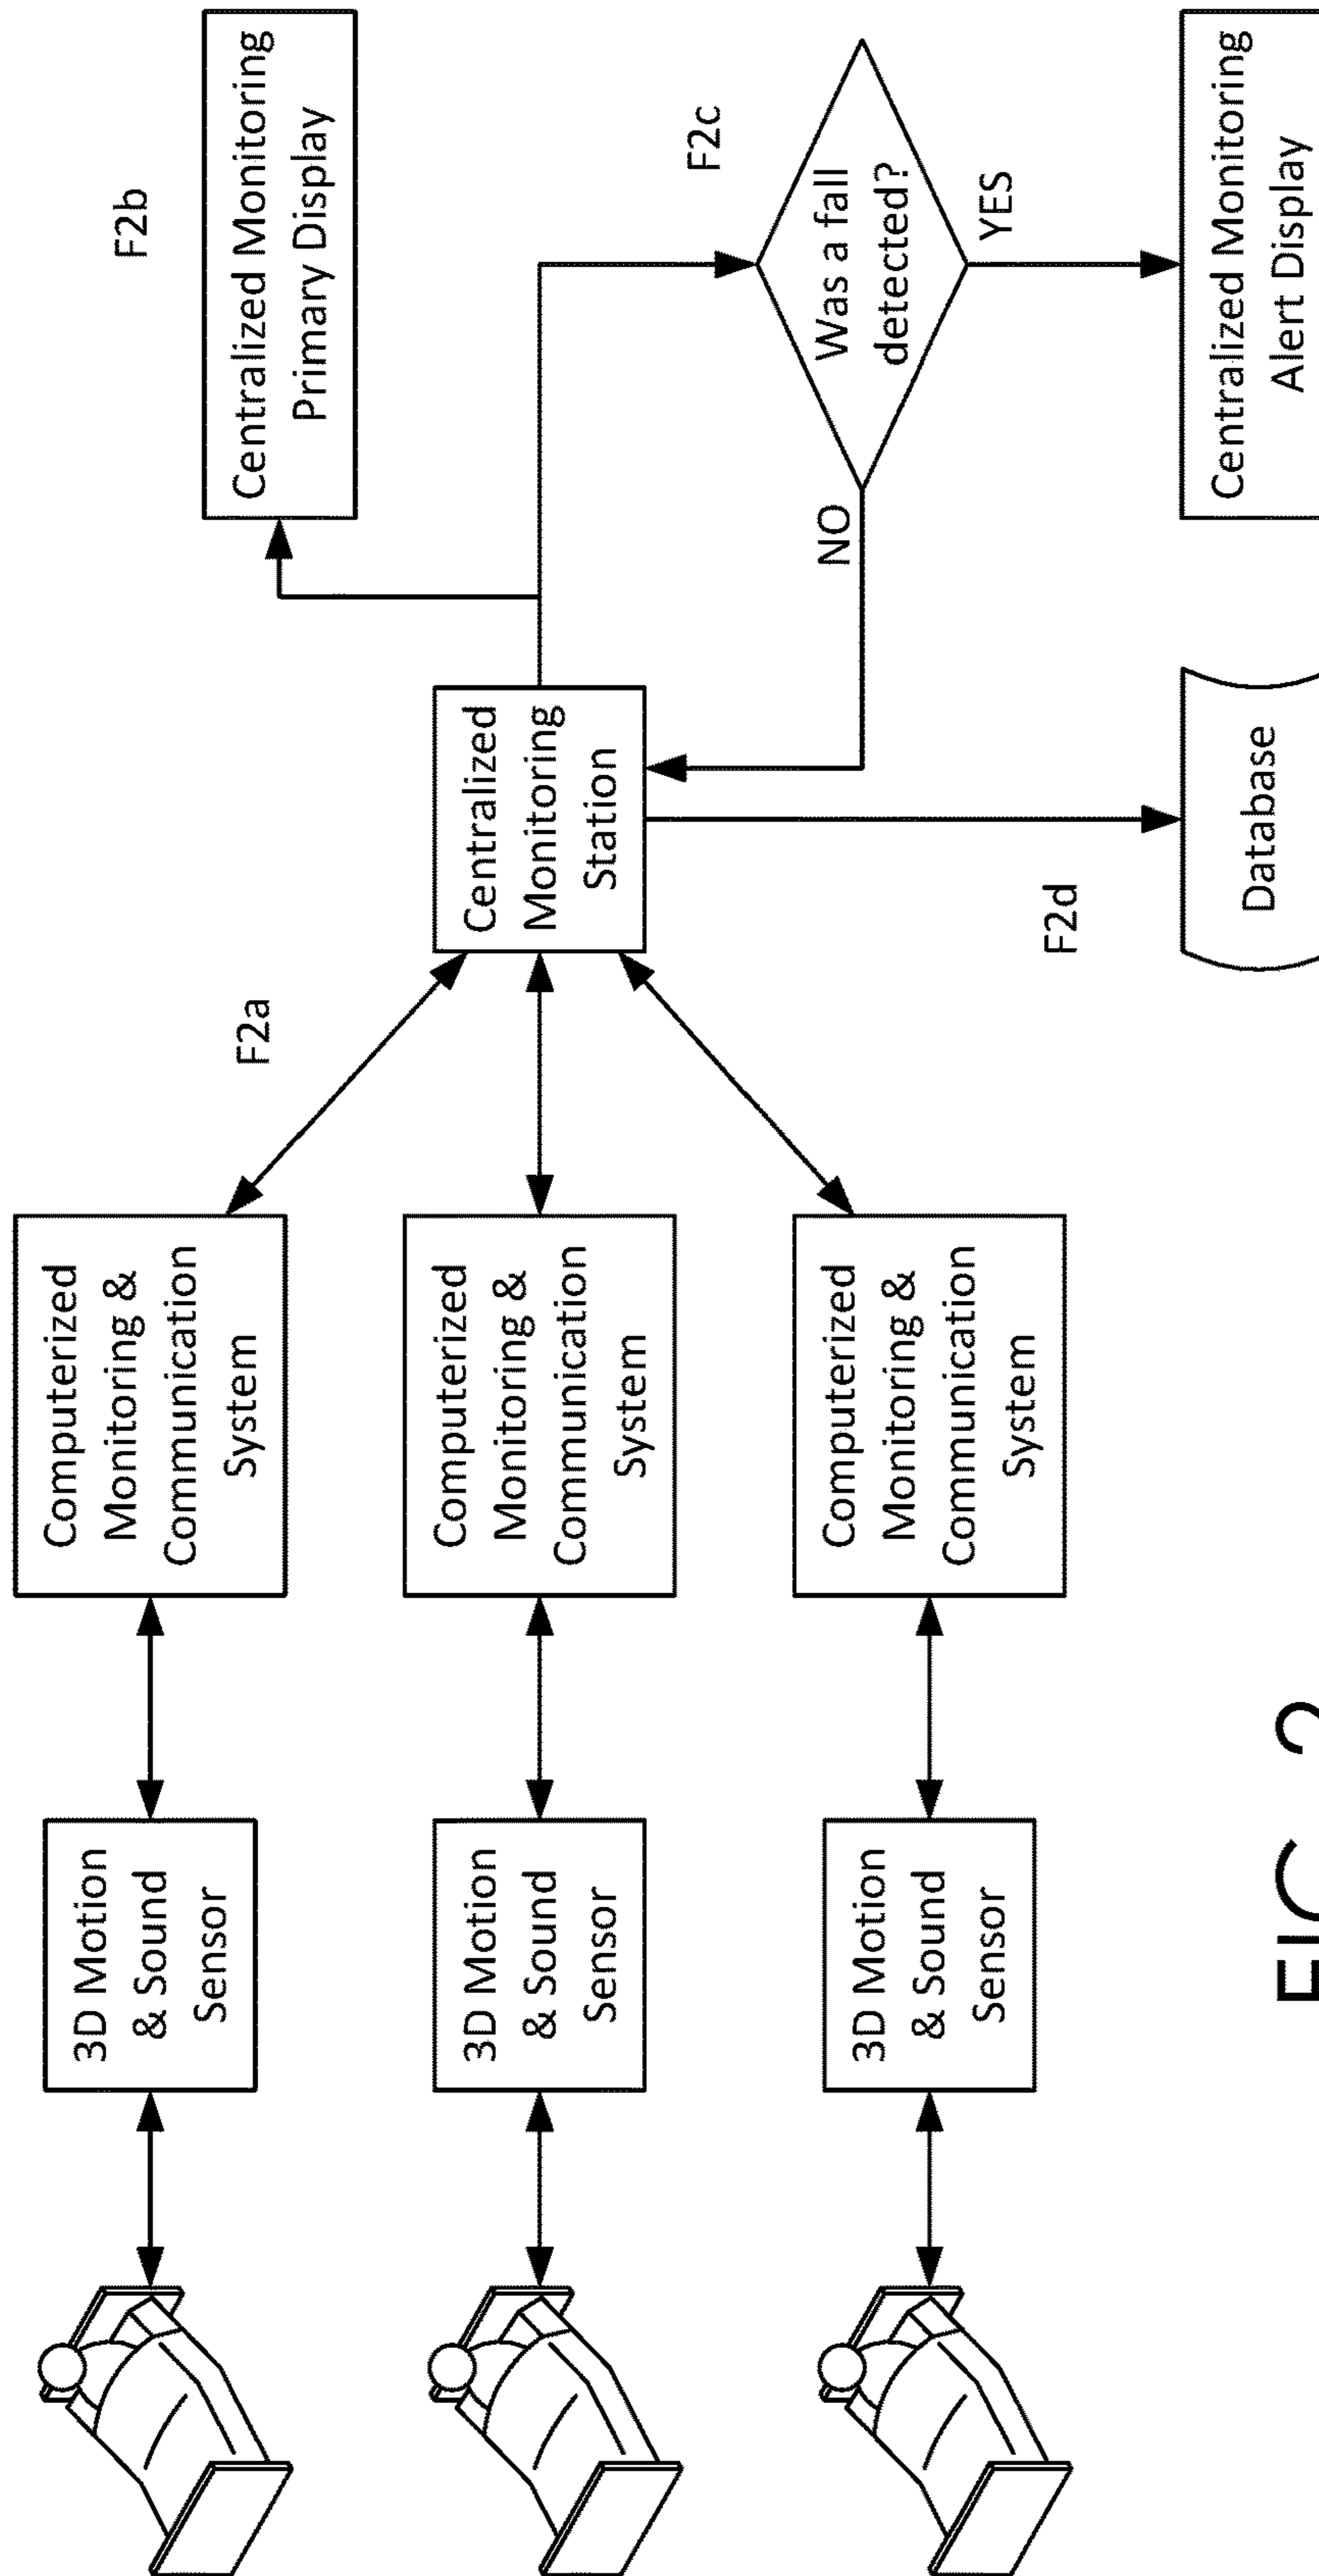 F2b
3D Motion
& Sound
Sensor
Computerized
Monitoring &
Communication
System
F2a
Centralized Monitoring
Primary Display
3D Motion
& Sound
Sensor
Computerized
Monitoring &
Communication
System
Centralized
Monitoring
Station
F2c
3D Motion
& Sound
Sensor
Computerized
Monitoring &
Communication
System
NO
Was a fall
detected?
YES
F2d
Database
Centralized Monitoring
Alert Display
FIG. 2